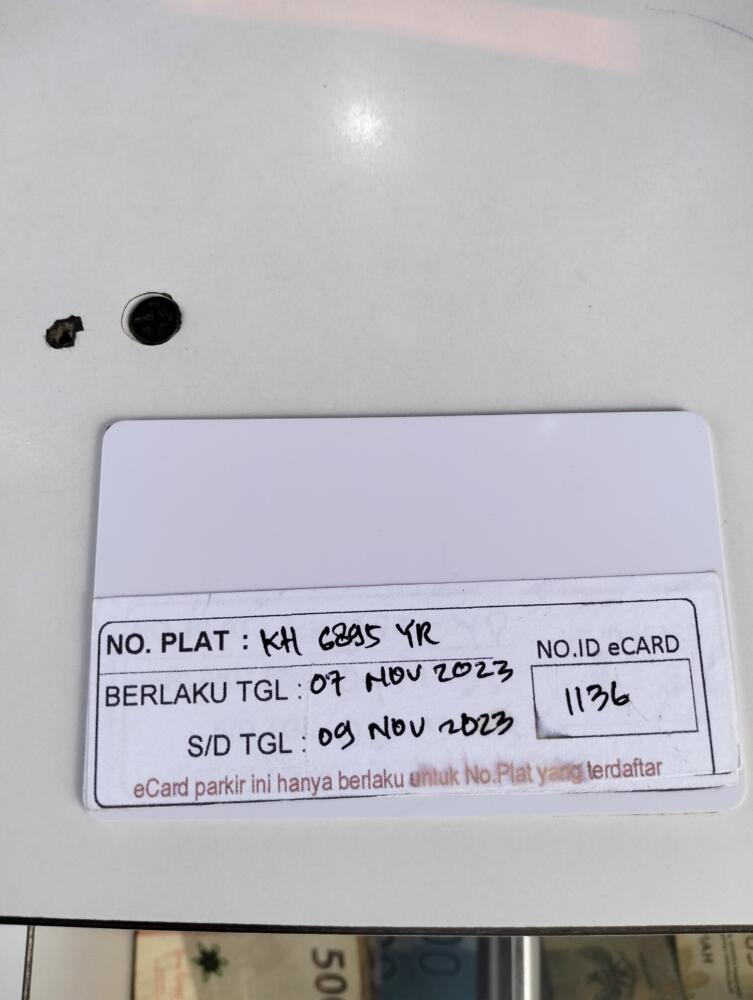 NO. PLAT : KH 6895 YR
NO.ID eCARD
BERLAKU TGL : 07 NOV 2023
1136
S/D TGL : 09 NOV 2023
eCard parkir ini hanya berlaku untuk No.Plat yang terdaftar